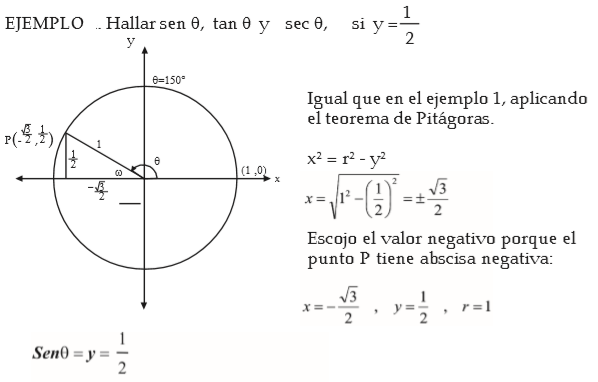 EJEMPLO .. Hallar sen θ, tan θ y sec θ, si y = 1/2
y
θ=150°
P(-√3/2, 1/2)
1
1/2
ω
θ
(1 ,0)
x
-√3/2
Igual que en el ejemplo 1, aplicando
el teorema de Pitágoras.
x² = r² - y²
x = √(1² - (1/2)²) = ± √3/2
Escojo el valor negativo porque el
punto P tiene abscisa negativa:
x = - √3/2 , y = 1/2 , r = 1
Senθ = y = 1/2